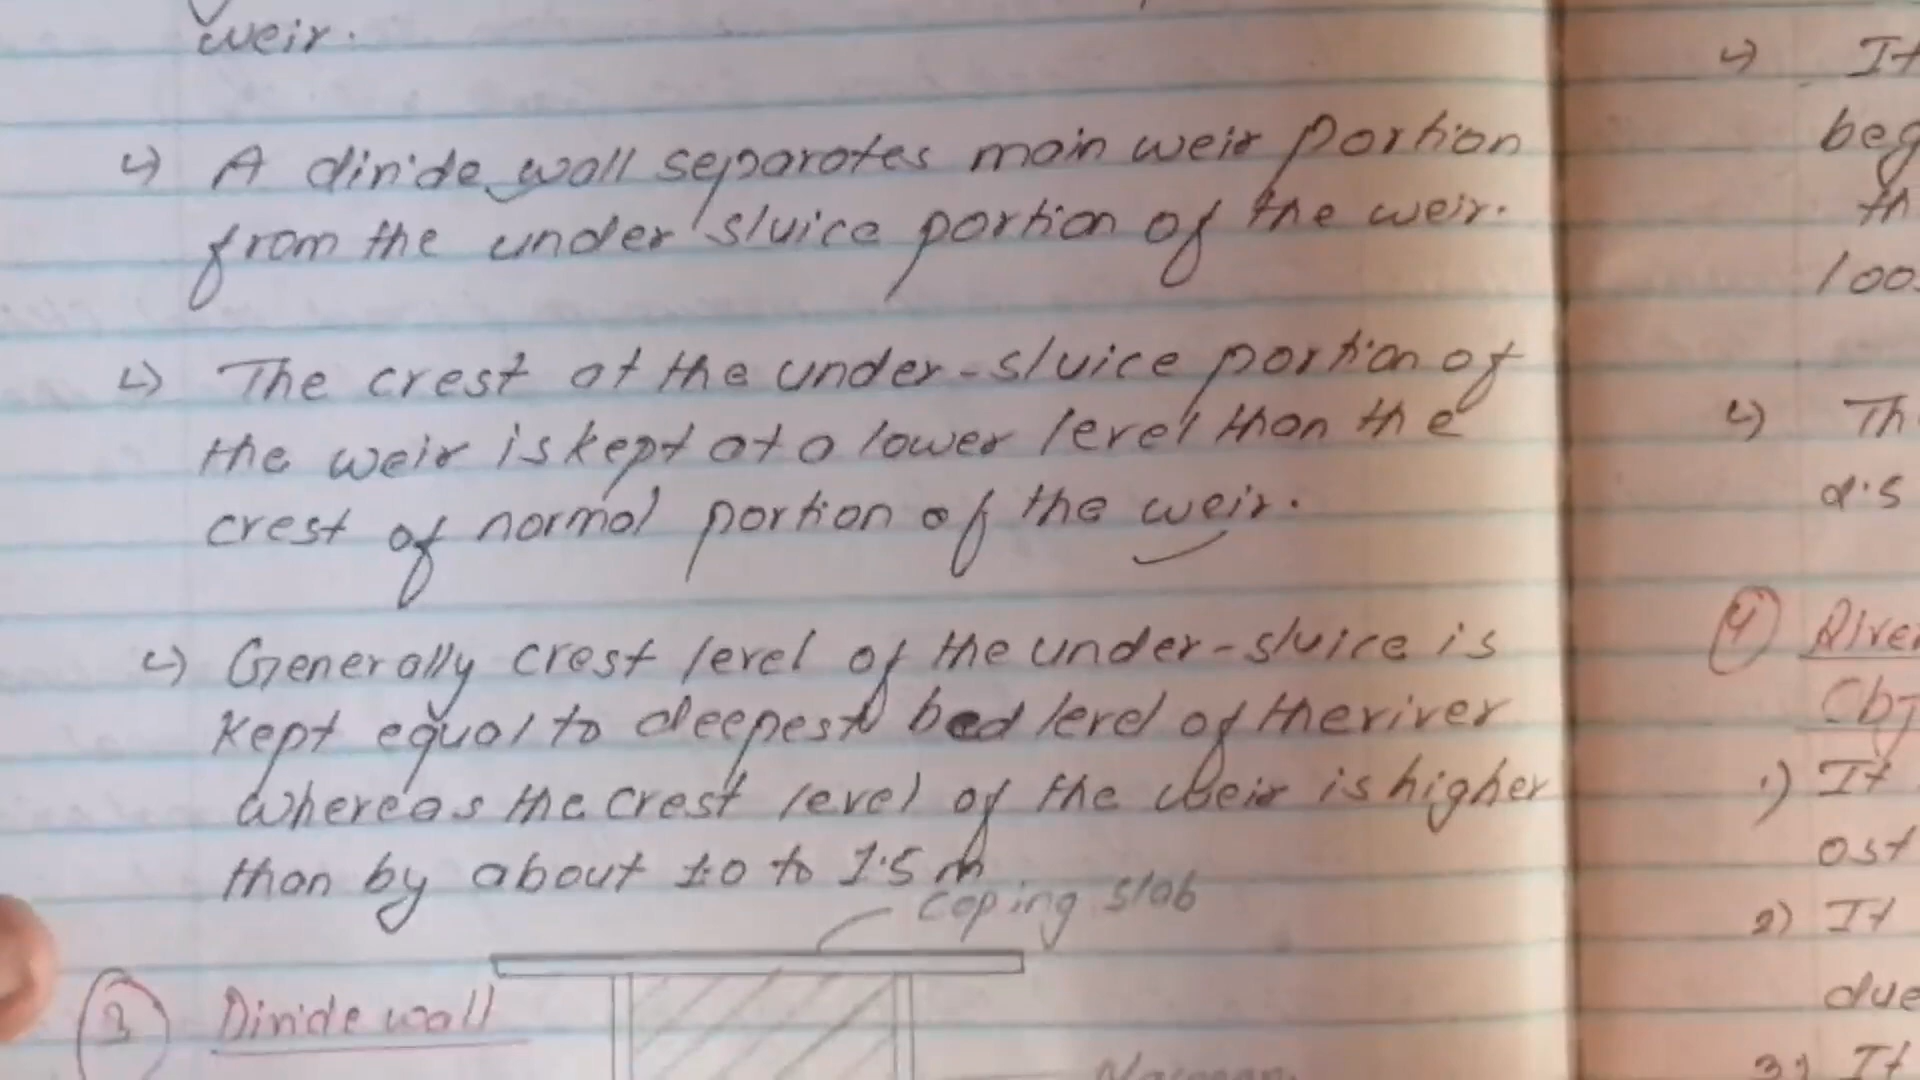 weir.
↳ A divide wall separates main weir portion
from the under sluice portion of the weir.
↳ The crest at the under-sluice portion of
the weir is kept at a lower level than the
crest of normal portion of the weir.
↳ Generally crest level of the under-sluice is
kept equal to deepest bed level of the river
whereas the crest level of the weir is higher
than by about 1.0 to 1.5 m
coping slab
3 Divide wall
↳ It
beg
th
100
↳ Th
d.s
4 River
1) It
ost
2) It
due
3) It